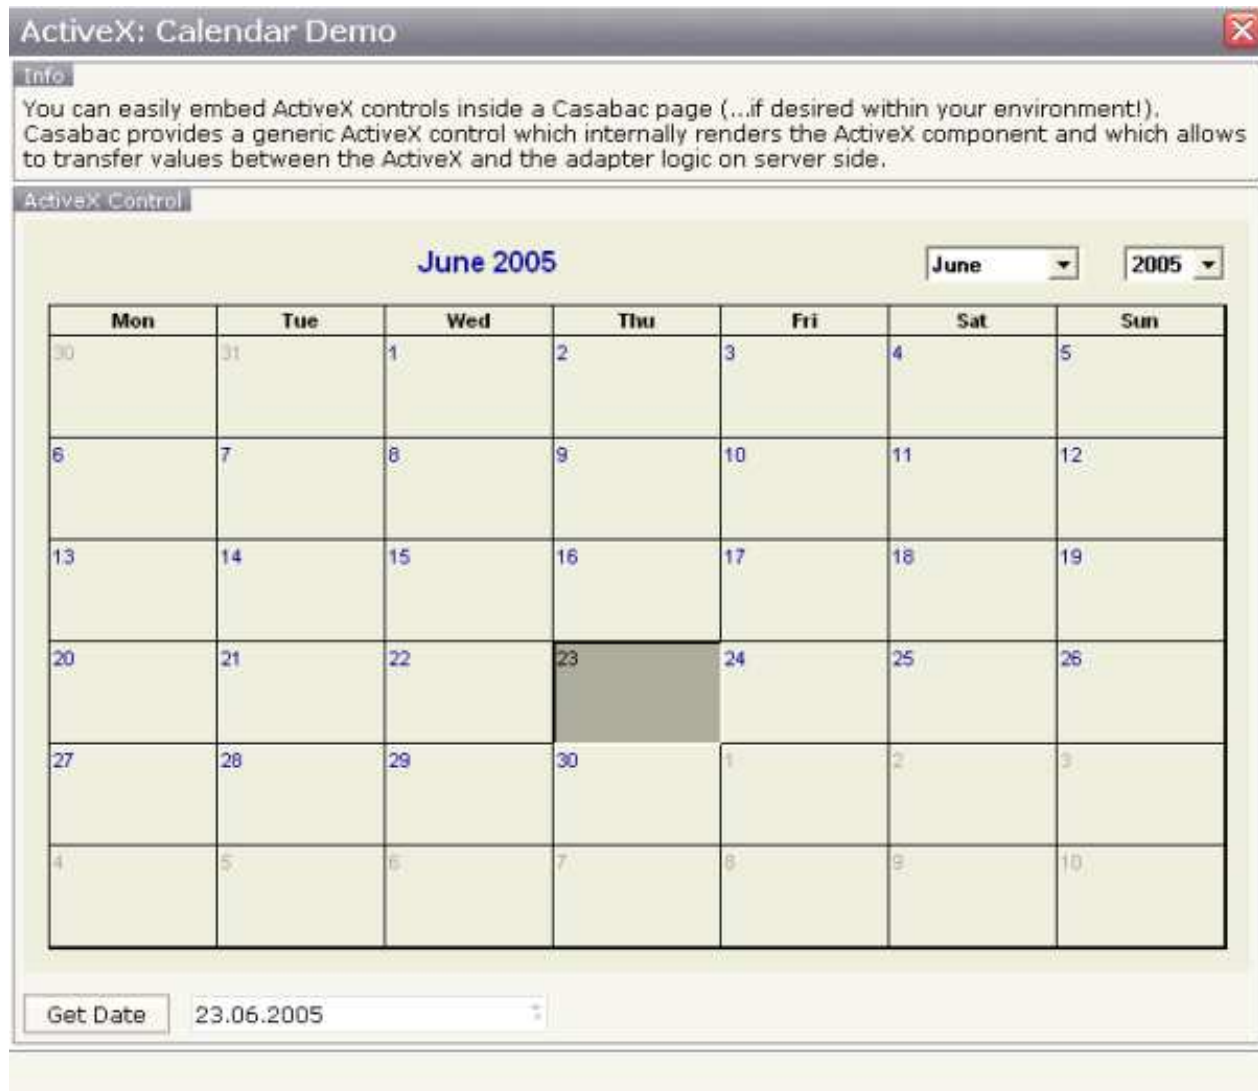 ActiveX: Calendar Demo
Info
You can easily embed ActiveX controls inside a Casabac page (...if desired within your environment!).
Casabac provides a generic ActiveX control which internally renders the ActiveX component and which allows
to transfer values between the ActiveX and the adapter logic on server side.
ActiveX Control
June 2005 June 2005
Mon Tue Wed Thu Fri Sat Sun
30 31 1 2 3 4 5
6 7 8 9 10 11 12
13 14 15 16 17 18 19
20 21 22 23 24 25 26
27 28 29 30 1 2 3
4 5 6 7 8 9 10
Get Date 23.06.2005